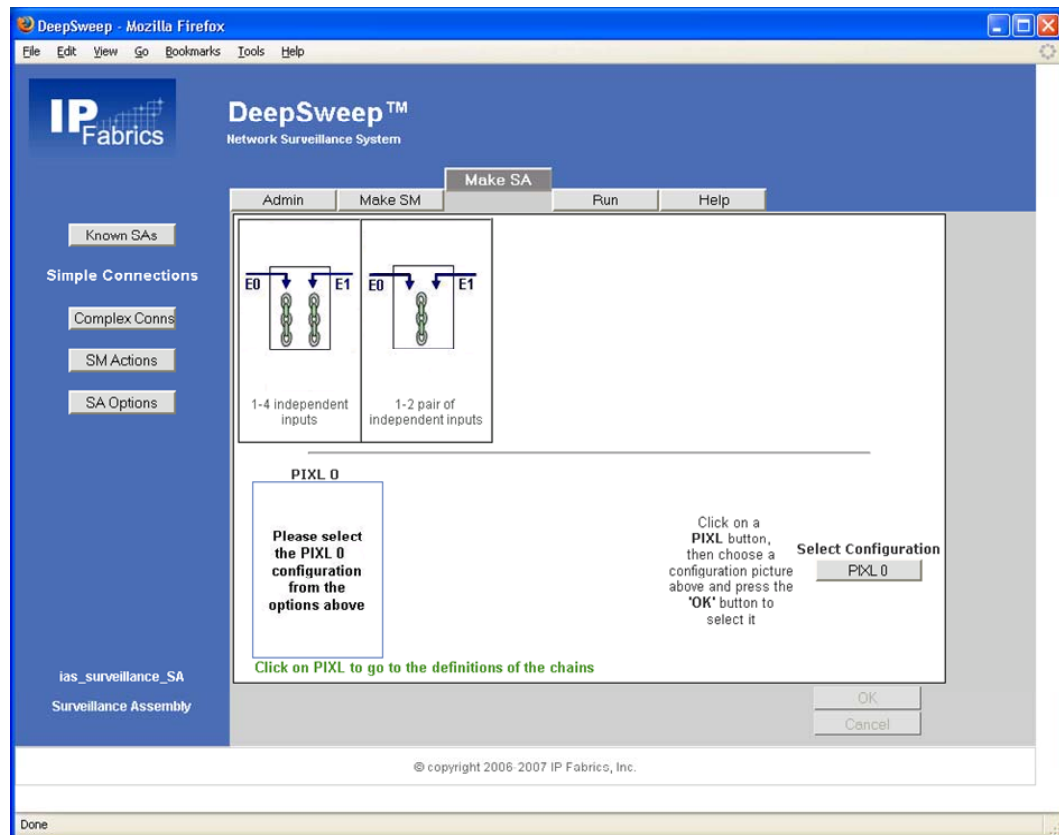 DeepSweep - Mozilla Firefox
File Edit View Go Bookmarks Tools Help
IP Fabrics
DeepSweep™
Network Surveillance System
Admin
Make SM
Make SA
Run
Help
Known SAs
Simple Connections
Complex Conns
SM Actions
SA Options
E0
E1
1-4 independent
inputs
E0
E1
1-2 pair of
independent inputs
PIXL 0
Please select
the PIXL 0
configuration
from the
options above
Click on a
PIXL button,
then choose a
configuration picture
above and press the
'OK' button to
select it
Select Configuration
PIXL 0
Click on PIXL to go to the definitions of the chains
ias_surveillance_SA
Surveillance Assembly
OK
Cancel
© copyright 2006-2007 IP Fabrics, Inc.
Done